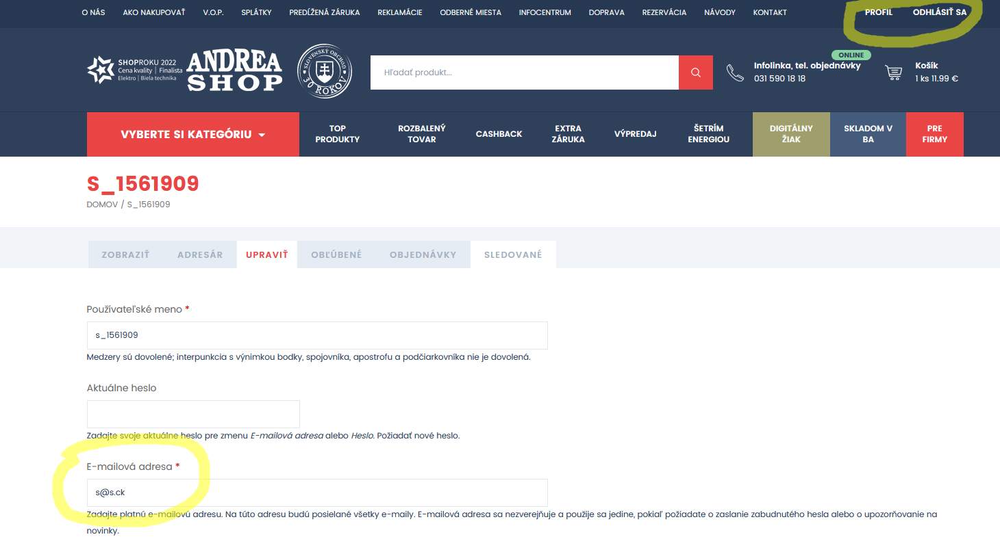 O NÁS AKO NAKUPOVAŤ V.O.P. SPLÁTKY PREDĹŽENÁ ZÁRUKA REKLAMÁCIE ODBERNÉ MIESTA INFOCENTRUM DOPRAVA REZERVÁCIA NÁVODY KONTAKT PROFIL ODHLÁSIŤ SA
SHOPROKU 2022
Cena kvality | Finalista
Elektro | Biela technika
ANDREA
SHOP
SLOVENSKÝ OBCHOD
30 ROKOV
Hľadať produkt...
ONLINE
Infolinka, tel. objednávky
031 590 18 18
Košík
1 ks 11.99 €
VYBERTE SI KATEGÓRIU
TOP
PRODUKTY
ROZBALENÝ
TOVAR
CASHBACK
EXTRA
ZÁRUKA
VÝPREDAJ
ŠETRÍM
ENERGIOU
DIGITÁLNY
ŽIAK
SKLADOM V
BA
PRE
FIRMY
S_1561909
DOMOV / S_1561909
ZOBRAZIŤ ADRESÁR UPRAVIŤ OBĽÚBENÉ OBJEDNÁVKY SLEDOVANÉ
Používateľské meno *
s_1561909
Medzery sú dovolené; interpunkcia s výnimkou bodky, spojovníka, apostrofu a podčiarkovníka nie je dovolená.
Aktuálne heslo
Zadajte svoje aktuálne heslo pre zmenu E-mailová adresa alebo Heslo. Požiadať nové heslo.
E-mailová adresa *
s@s.ck
Zadajte platnú e-mailovú adresu. Na túto adresu budú posielané všetky e-maily. E-mailová adresa sa nezverejňuje a použije sa jedine, pokiaľ požiadate o zaslanie zabudnutého hesla alebo o upozorňovanie na
novinky.